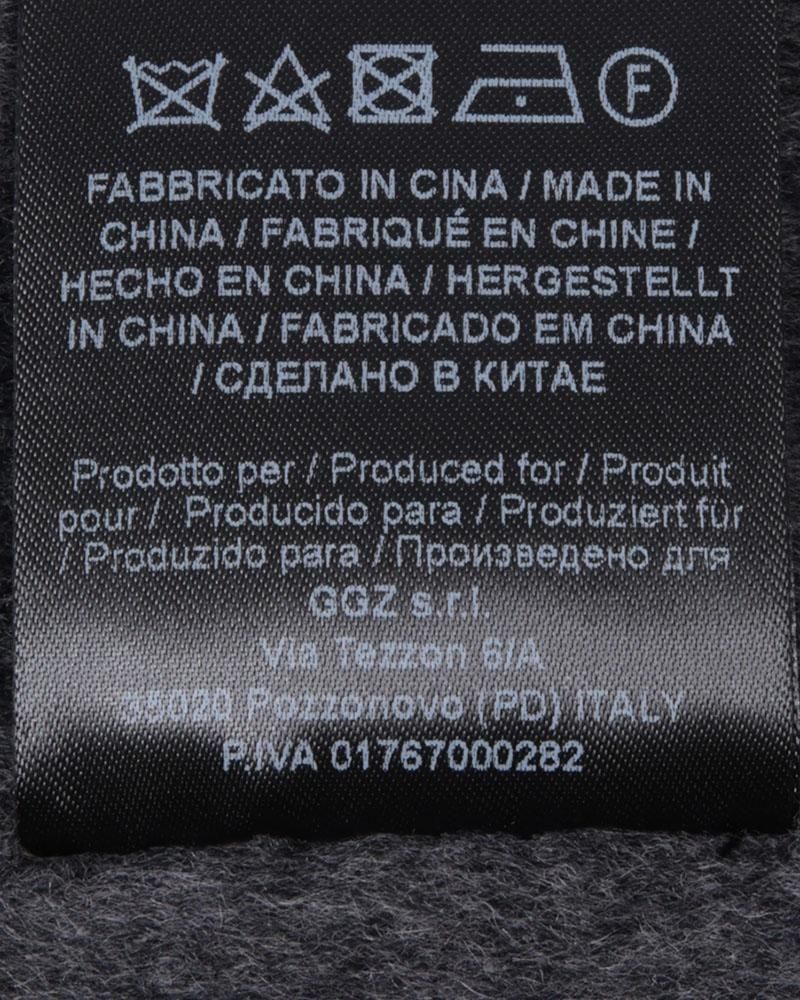 F
FABBRICATO IN CINA / MADE IN
CHINA / FABRIQUÉ EN CHINE /
HECHO EN CHINA / HERGESTELLT
IN CHINA / FABRICADO EM CHINA
/ СДЕЛАНО В КИТАЕ
Prodotto per / Produced for / Produit
pour / Producido para / Produziert für
/ Produzido para / Произведено для
GGZ s.r.l.
Via Tezzon 6/A
35020 Pozzonovo (PD) ITALY
P.IVA 01767000282